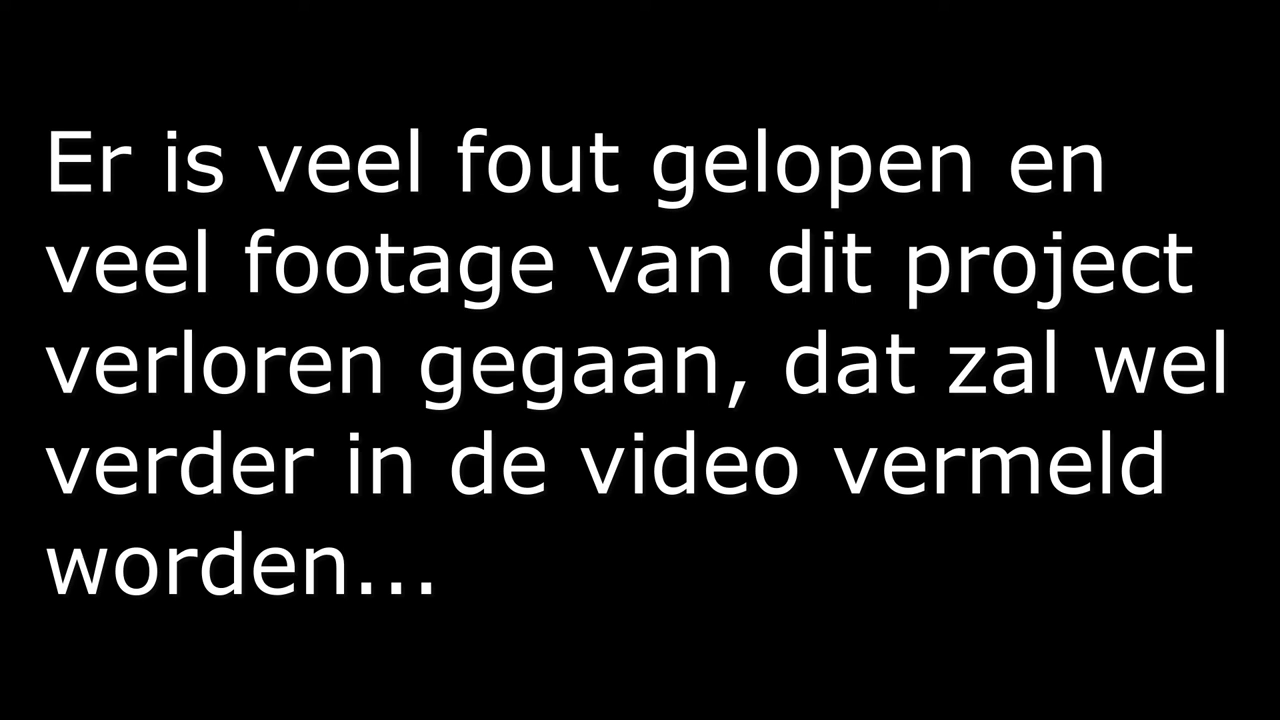 Er is veel fout gelopen en
veel footage van dit project
verloren gegaan, dat zal wel
verder in de video vermeld
worden...